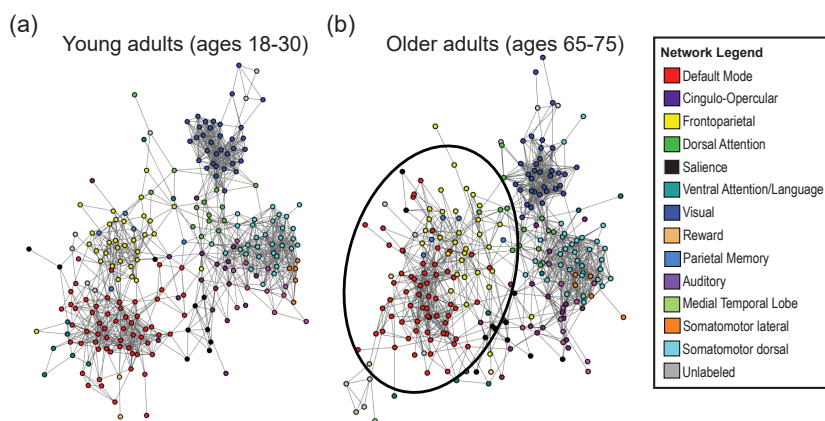 (a)
Young adults (ages 18-30)
(b)
Older adults (ages 65-75)
Network Legend
Default Mode
Cingulo-Opercular
Frontoparietal
Dorsal Attention
Salience
Ventral Attention/Language
Visual
Reward
Parietal Memory
Auditory
Medial Temporal Lobe
Somatomotor lateral
Somatomotor dorsal
Unlabeled